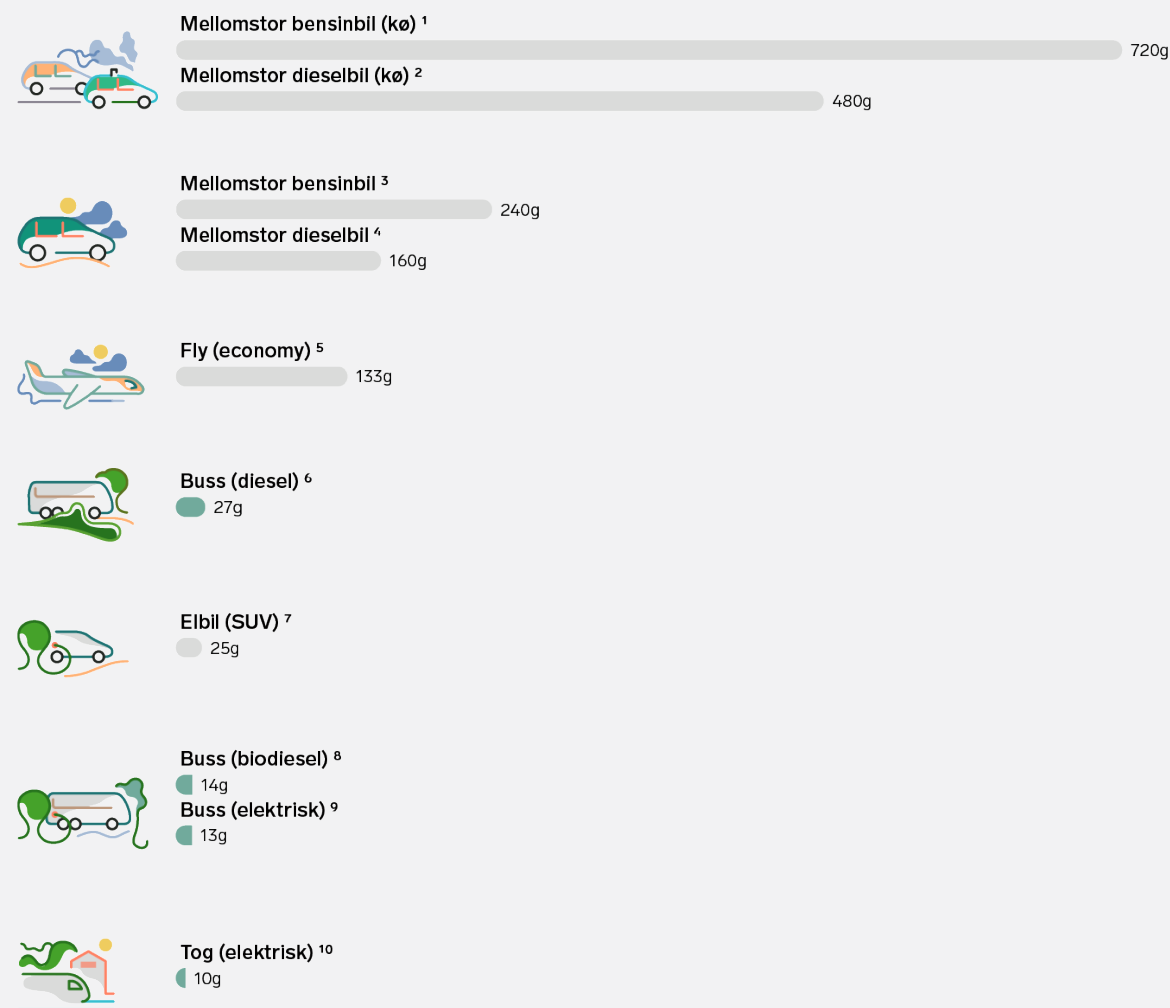 Mellomstor bensinbil (kø) ¹
720g
Mellomstor dieselbil (kø) ²
480g
Mellomstor bensinbil ³
240g
Mellomstor dieselbil ⁴
160g
Fly (economy) ⁵
133g
Buss (diesel) ⁶
27g
Elbil (SUV) ⁷
25g
Buss (biodiesel) ⁸
14g
Buss (elektrisk) ⁹
13g
Tog (elektrisk) ¹⁰
10g